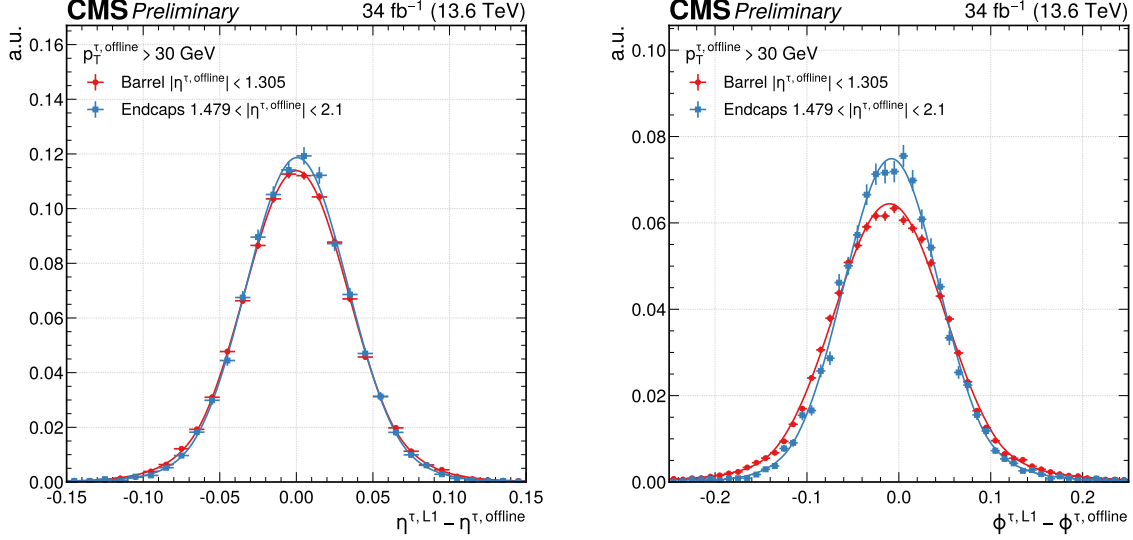 CMS Preliminary 34 fb⁻¹ (13.6 TeV)
a.u.
0.16
0.14
0.12
0.10
0.08
0.06
0.04
0.02
0.00
p_T^{τ, offline} > 30 GeV
Barrel |η^{τ, offline}| < 1.305
Endcaps 1.479 < |η^{τ, offline}| < 2.1
-0.15 -0.10 -0.05 0.00 0.05 0.10 0.15
η^{τ, L1} − η^{τ, offline}
CMS Preliminary 34 fb⁻¹ (13.6 TeV)
a.u.
0.10
0.08
0.06
0.04
0.02
0.00
p_T^{τ, offline} > 30 GeV
Barrel |η^{τ, offline}| < 1.305
Endcaps 1.479 < |η^{τ, offline}| < 2.1
-0.2 -0.1 0.0 0.1 0.2
ϕ^{τ, L1} − ϕ^{τ, offline}